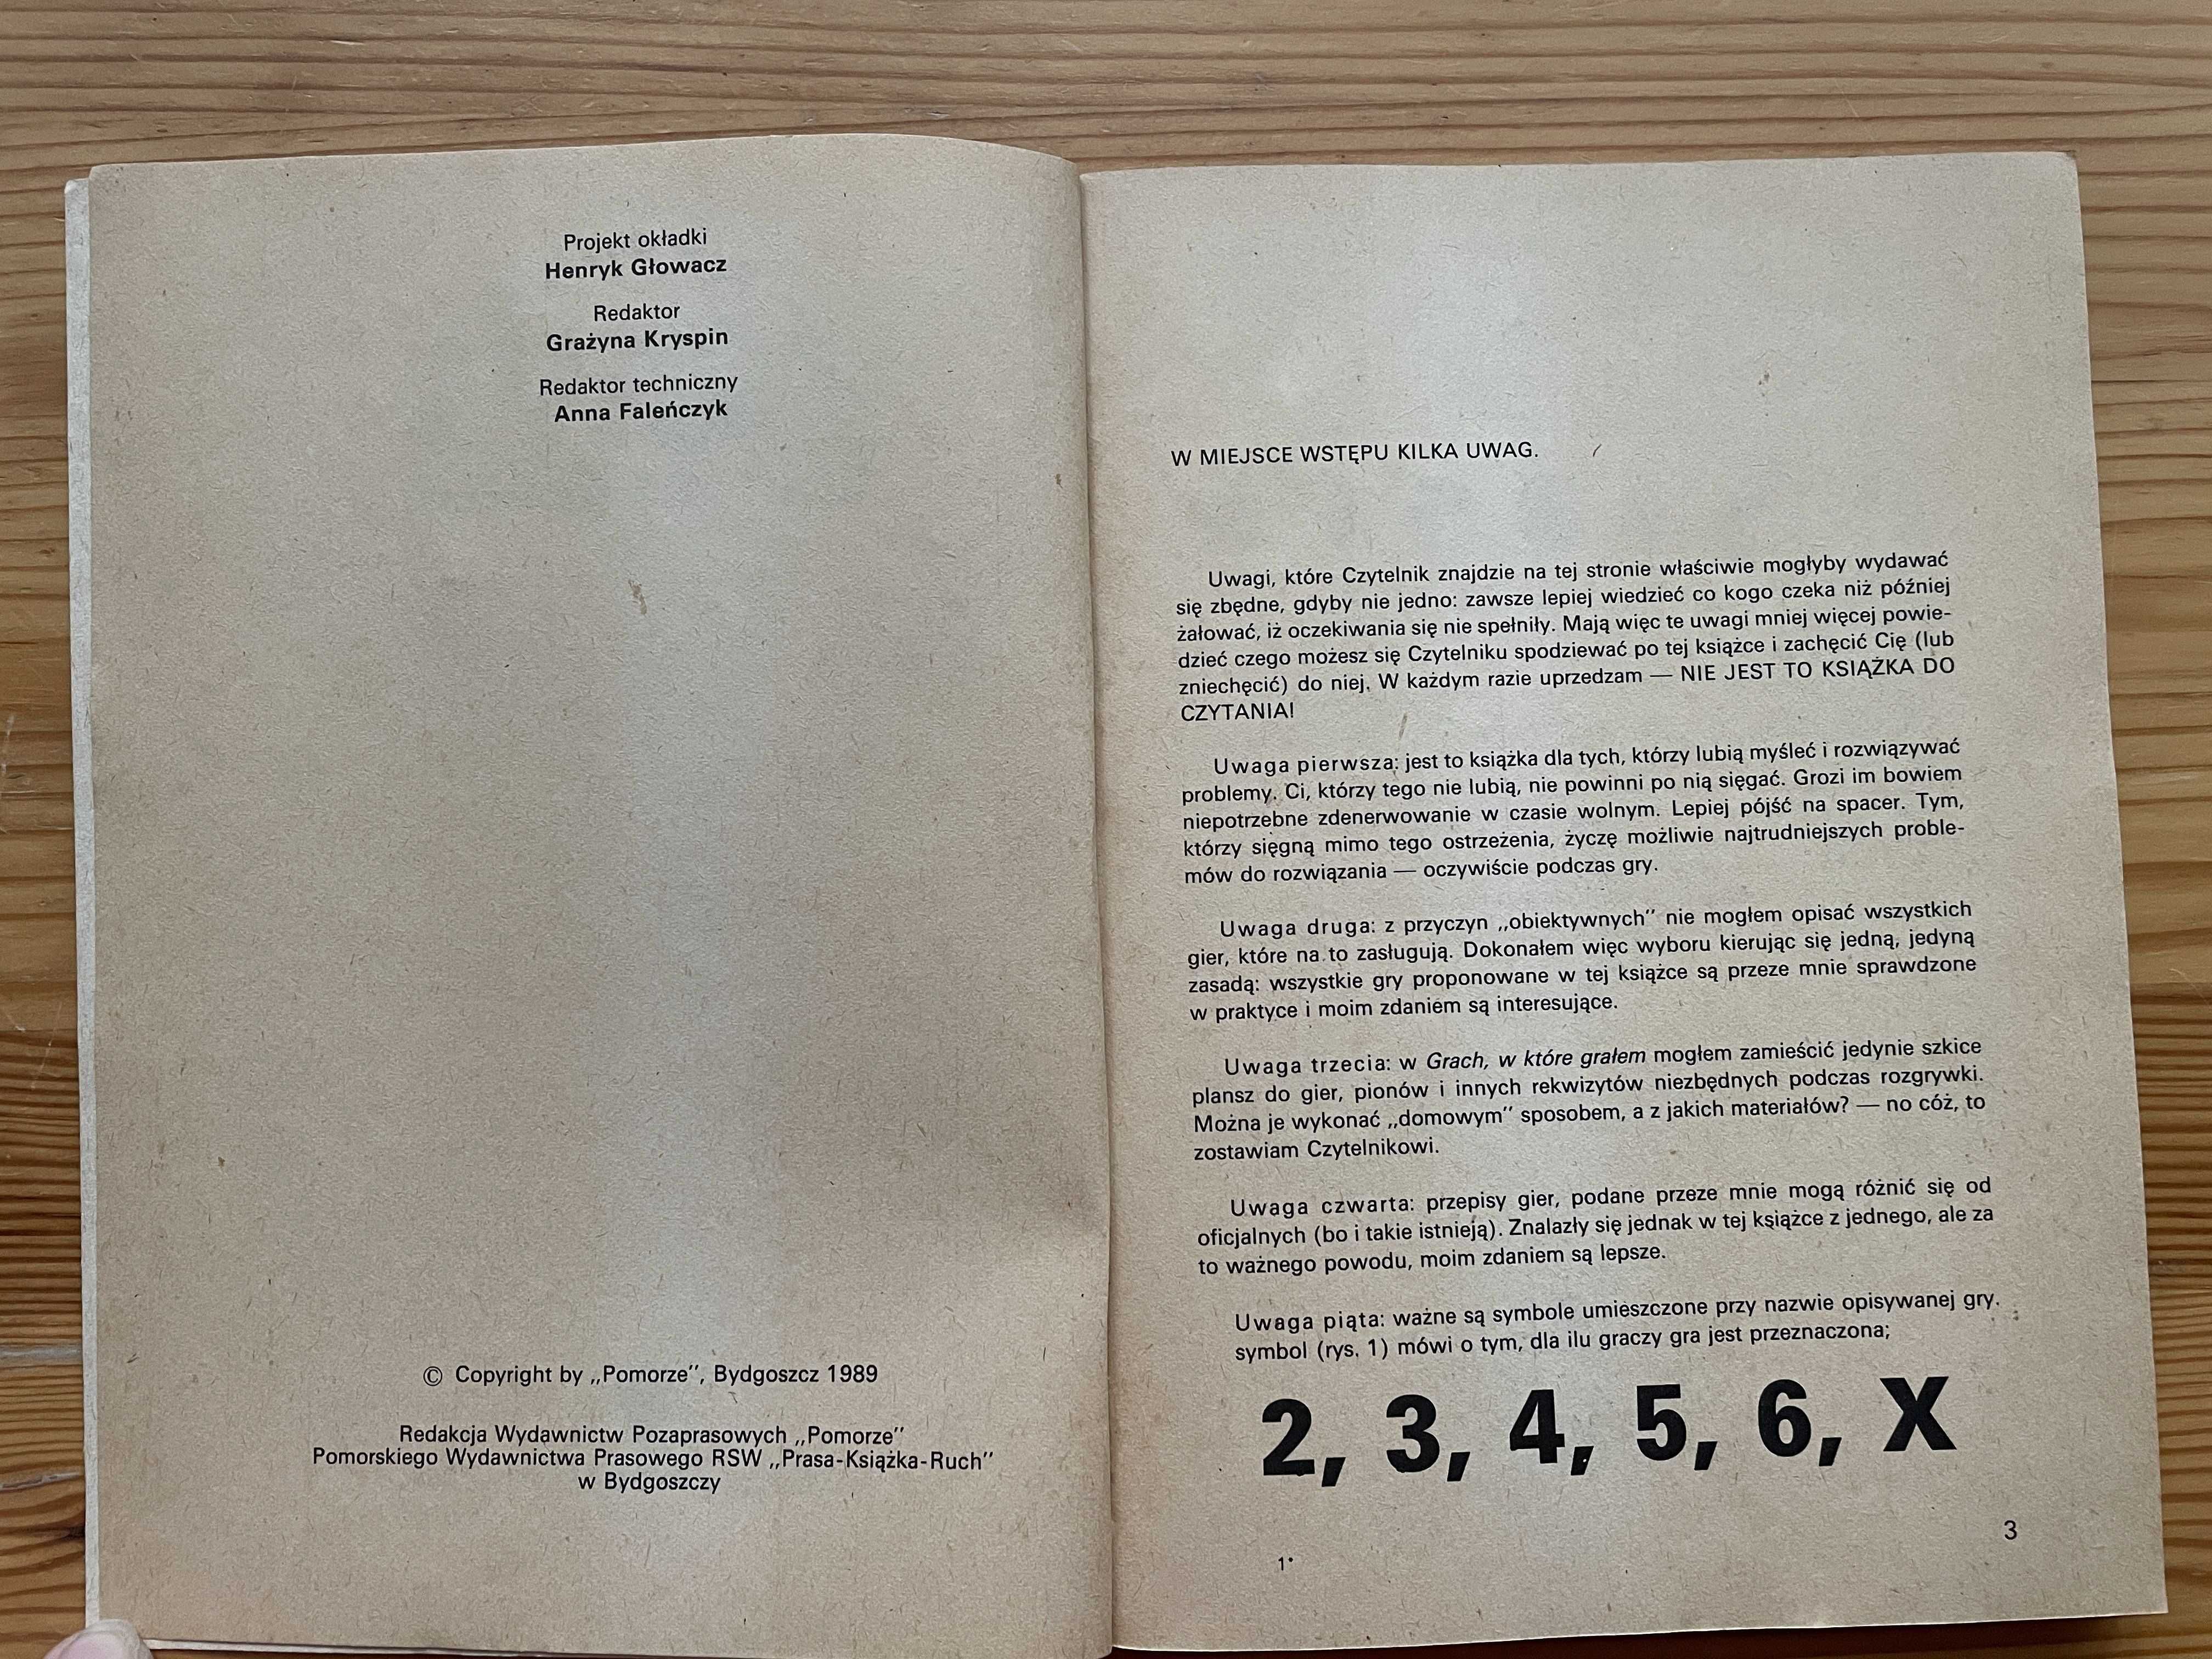 Projekt okładki
Henryk Głowacz
Redaktor
Grażyna Kryspin
Redaktor techniczny
Anna Faleńczyk
© Copyright by „Pomorze”, Bydgoszcz 1989
Redakcja Wydawnictw Pozaprasowych „Pomorze”
Pomorskiego Wydawnictwa Prasowego RSW „Prasa-Książka-Ruch”
w Bydgoszczy
W MIEJSCE WSTĘPU KILKA UWAG.
Uwagi, które Czytelnik znajdzie na tej stronie właściwie mogłyby wydawać
się zbędne, gdyby nie jedno: zawsze lepiej wiedzieć co kogo czeka niż później
żałować, iż oczekiwania się nie spełniły. Mają więc te uwagi mniej więcej powie-
dzieć czego możesz się Czytelniku spodziewać po tej książce i zachęcić Cię (lub
zniechęcić) do niej. W każdym razie uprzedzam — NIE JEST TO KSIĄŻKA DO
CZYTANIA!
Uwaga pierwsza: jest to książka dla tych, którzy lubią myśleć i rozwiązywać
problemy. Ci, którzy tego nie lubią, nie powinni po nią sięgać. Grozi im bowiem
niepotrzebne zdenerwowanie w czasie wolnym. Lepiej pójść na spacer. Tym,
którzy sięgną mimo tego ostrzeżenia, życzę możliwie najtrudniejszych proble-
mów do rozwiązania — oczywiście podczas gry.
Uwaga druga: z przyczyn „obiektywnych” nie mogłem opisać wszystkich
gier, które na to zasługują. Dokonałem więc wyboru kierując się jedną, jedyną
zasadą: wszystkie gry proponowane w tej książce są przeze mnie sprawdzone
w praktyce i moim zdaniem są interesujące.
Uwaga trzecia: w Grach, w które grałem mogłem zamieścić jedynie szkice
plansz do gier, pionów i innych rekwizytów niezbędnych podczas rozgrywki.
Można je wykonać „domowym” sposobem, a z jakich materiałów? — no cóż, to
zostawiam Czytelnikowi.
Uwaga czwarta: przepisy gier, podane przeze mnie mogą różnić się od
oficjalnych (bo i takie istnieją). Znalazły się jednak w tej książce z jednego, ale za
to ważnego powodu, moim zdaniem są lepsze.
Uwaga piąta: ważne są symbole umieszczone przy nazwie opisywanej gry.
symbol (rys. 1) mówi o tym, dla ilu graczy gra jest przeznaczona;
2, 3, 4, 5, 6, X
3
1*